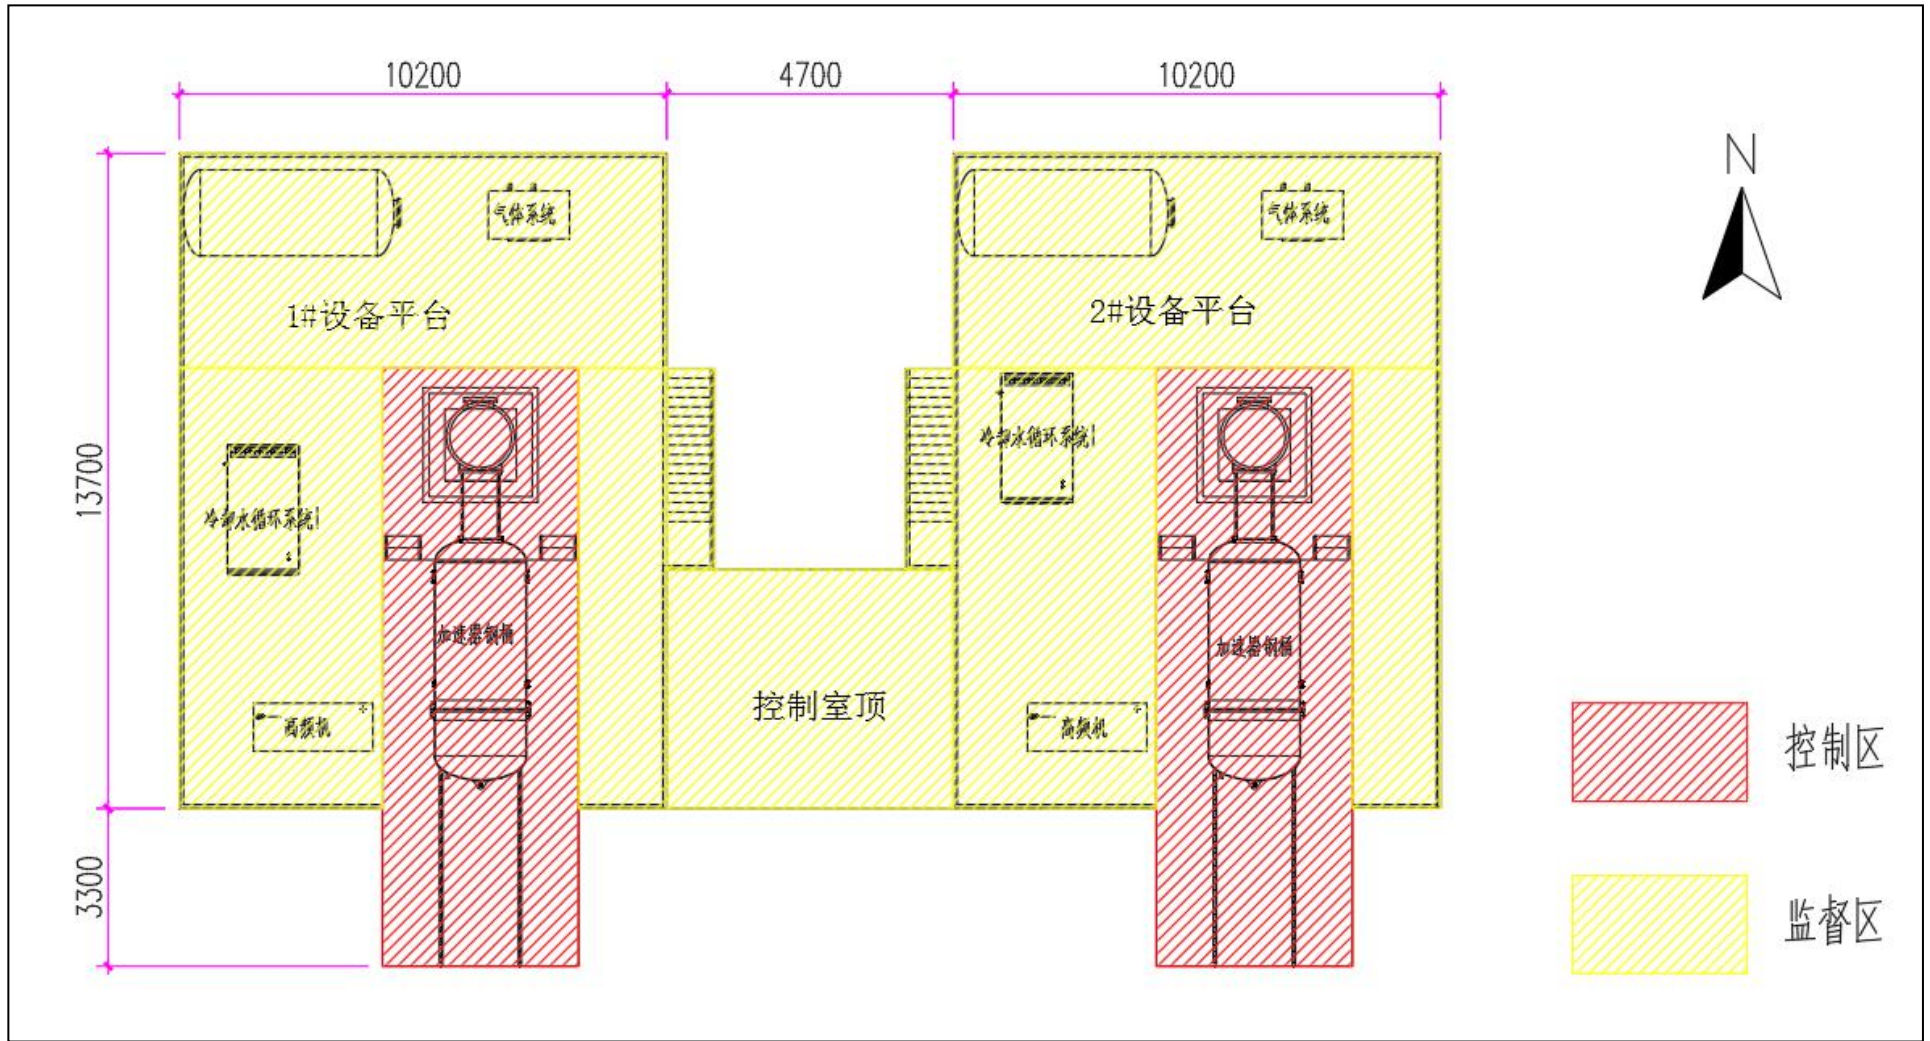 10200
4700
10200
N
气体系统
气体系统
1#设备平台
2#设备平台
冷却水循环系统
冷却水循环系统
13700
加速器钢桶
加速器钢桶
控制室顶
高频机
高频机
控制区
3300
监督区